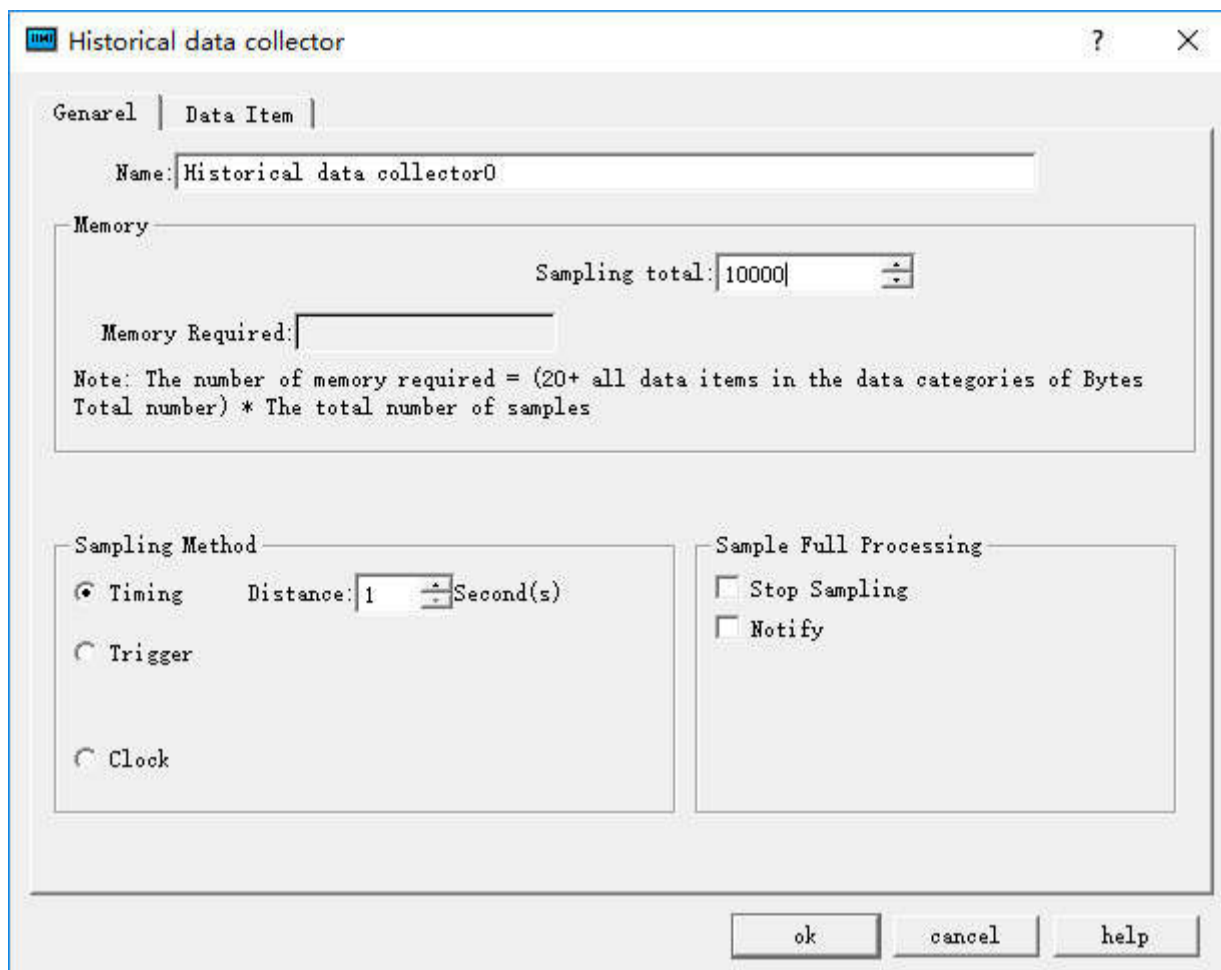 HMI Historical data collector ?
Genarel Data Item
Name: Historical data collector0
Memory
Sampling total: 10000
Memory Required:
Note: The number of memory required = (20+ all data items in the data categories of Bytes
Total number) * The total number of samples
Sampling Method Sample Full Processing
Timing Distance: 1 Second(s) Stop Sampling
Notify
Trigger
Clock
ok cancel help